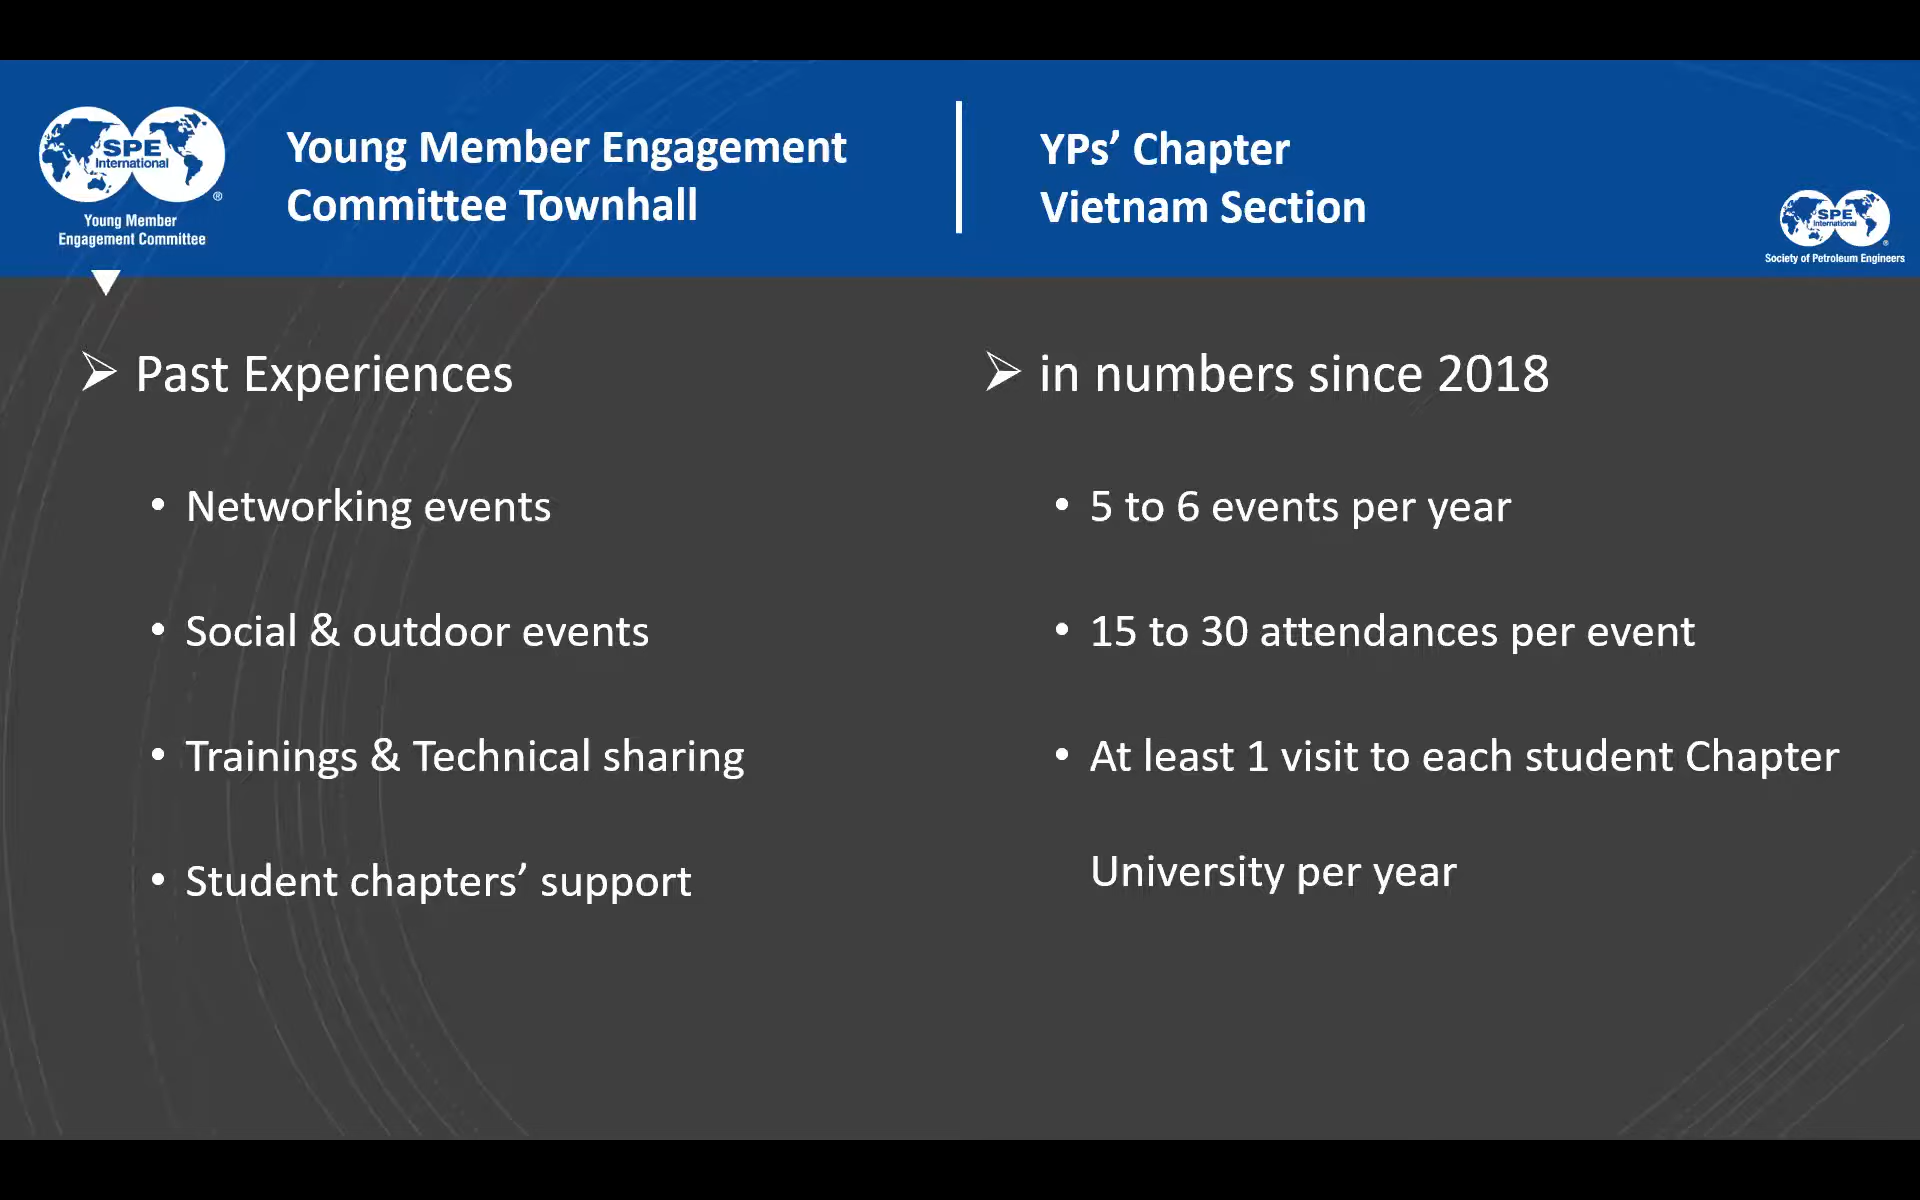 SPE
International
®
Young Member
Engagement Committee
Young Member Engagement
Committee Townhall
YPs’ Chapter
Vietnam Section
SPE
International
®
Society of Petroleum Engineers
Past Experiences
• Networking events
• Social & outdoor events
• Trainings & Technical sharing
• Student chapters’ support
in numbers since 2018
• 5 to 6 events per year
• 15 to 30 attendances per event
• At least 1 visit to each student Chapter
University per year